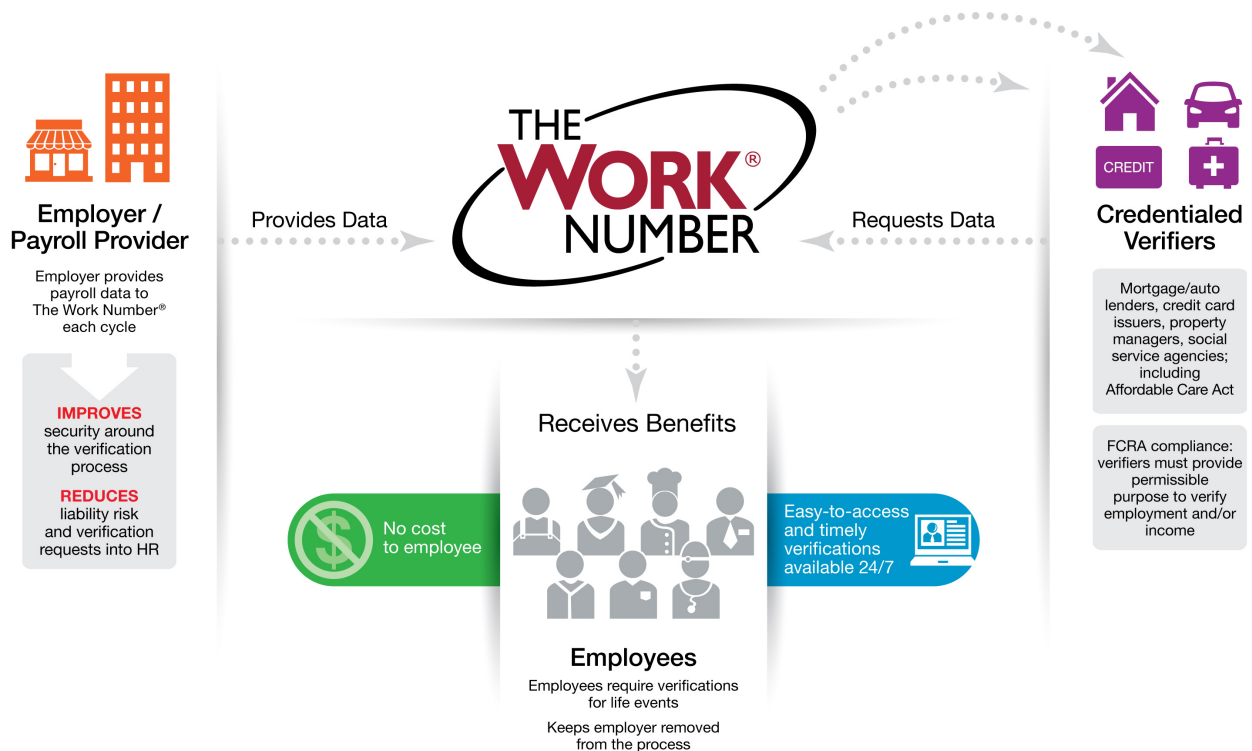 THE
WORK®
NUMBER
Employer /
Payroll Provider
Employer provides
payroll data to
The Work Number®
each cycle
IMPROVES
security around
the verification
process
REDUCES
liability risk
and verification
requests into HR
Provides Data
Requests Data
CREDIT
Credentialed
Verifiers
Mortgage/auto
lenders, credit card
issuers, property
managers, social
service agencies;
including
Affordable Care Act
FCRA compliance:
verifiers must provide
permissible
purpose to verify
employment and/or
income
Receives Benefits
$
No cost
to employee
Easy-to-access
and timely
verifications
available 24/7
Employees
Employees require verifications
for life events
Keeps employer removed
from the process